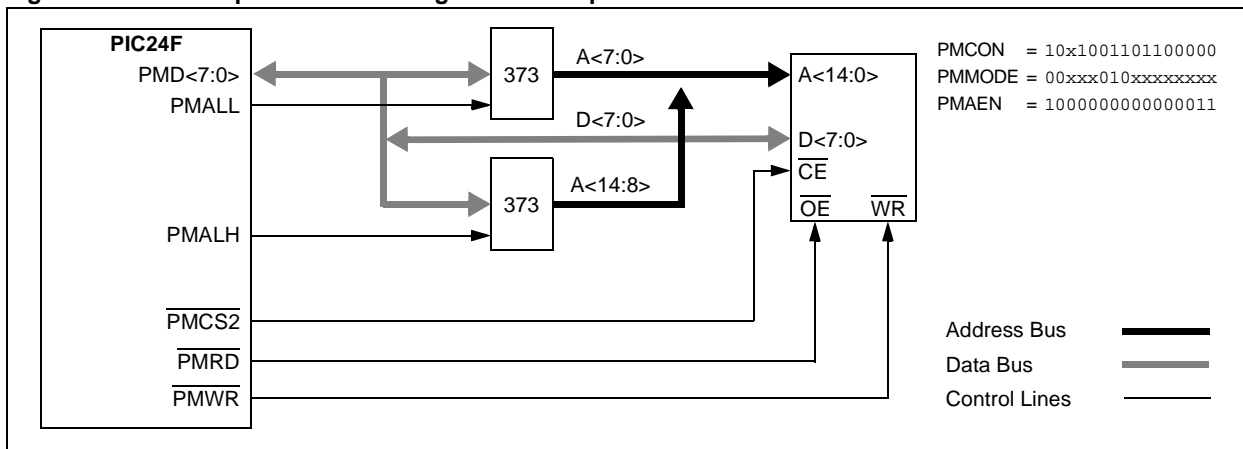 PIC24F
PMD<7:0>
PMALL
PMALH
PMCS2
PMRD
PMWR
373
A<7:0>
D<7:0>
373
A<14:8>
A<14:0>
D<7:0>
CE
OE WR
PMCON = 10x1001101100000
PMMODE = 00xxx010xxxxxxxx
PMAEN = 1000000000000011
Address Bus
Data Bus
Control Lines